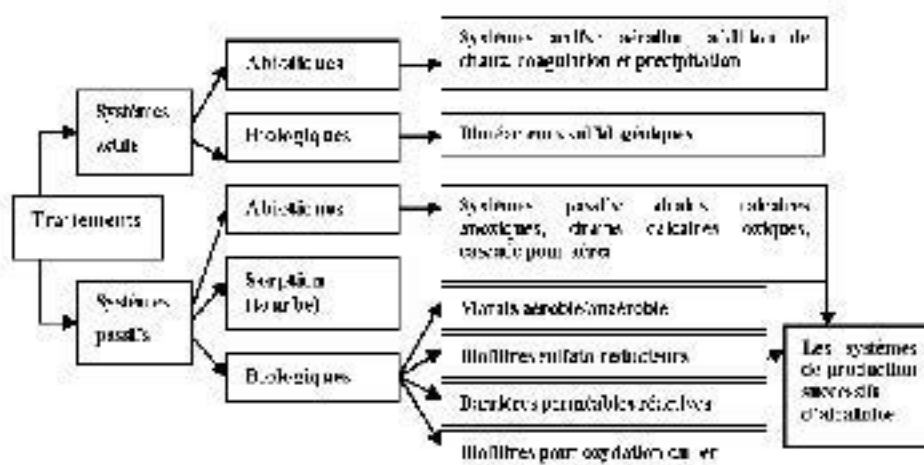 Abiotiques
Systèmes actifs: aération, addition de
chaux, coagulation et précipitation
Systèmes
actifs
Biologiques
Bioréacteurs sulfidogéniques
Traitements
Abiotiques
Systèmes passifs: drains calcaires
anoxiques, drains calcaires oxiques,
cascade pour aérer
Sorption
(tourbe)
Systèmes
passifs
Biologiques
Marais aérobie/anaérobie
Biofiltres sulfato-réducteurs
Barrières perméables réactives
Biofiltres pour oxydation du fer
Les systèmes
de production
successifs
d'alcalinité